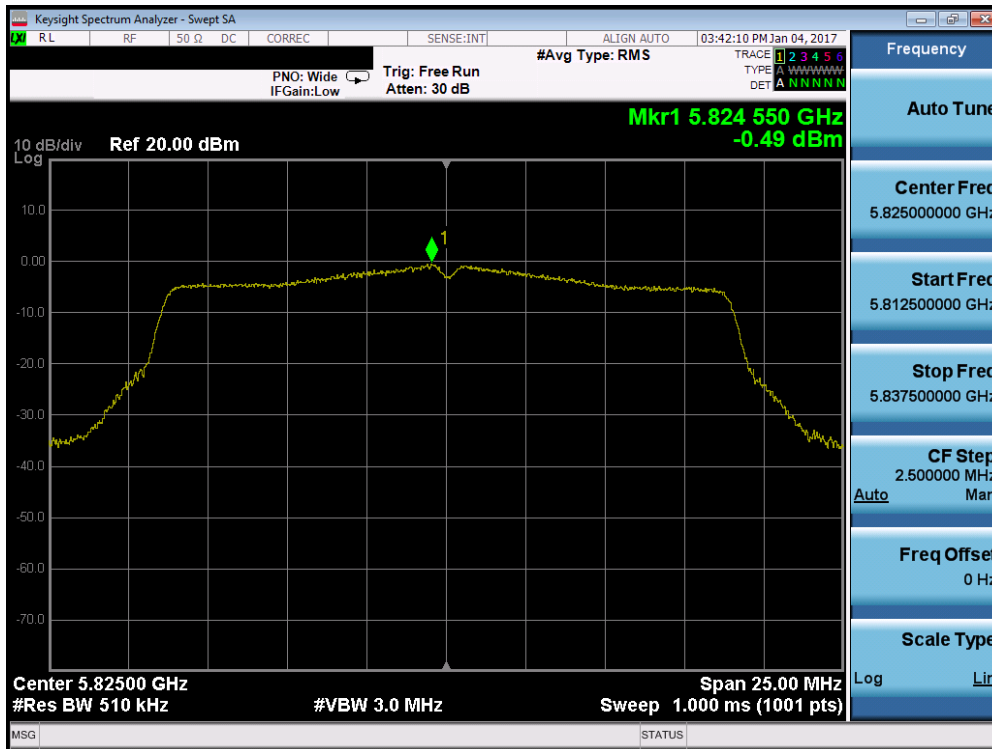 Keysight Spectrum Analyzer - Swept SA
LXI RL RF 50 Ω DC CORREC SENSE:INT ALIGN AUTO 03:42:10 PM Jan 04, 2017
PNO: Wide
IFGain:Low
Trig: Free Run
Atten: 30 dB
#Avg Type: RMS
TRACE 1 2 3 4 5 6
TYPE A WWWWW
DET A N N N N N
Mkr1 5.824 550 GHz
-0.49 dBm
10 dB/div Ref 20.00 dBm
Log
10.0
0.00
-10.0
-20.0
-30.0
-40.0
-50.0
-60.0
-70.0
1
Center 5.82500 GHz Span 25.00 MHz
#Res BW 510 kHz #VBW 3.0 MHz Sweep 1.000 ms (1001 pts)
MSG STATUS
Frequency
Auto Tune
Center Freq
5.825000000 GHz
Start Freq
5.812500000 GHz
Stop Freq
5.837500000 GHz
CF Step
2.500000 MHz
Auto Man
Freq Offset
0 Hz
Scale Type
Log Lin